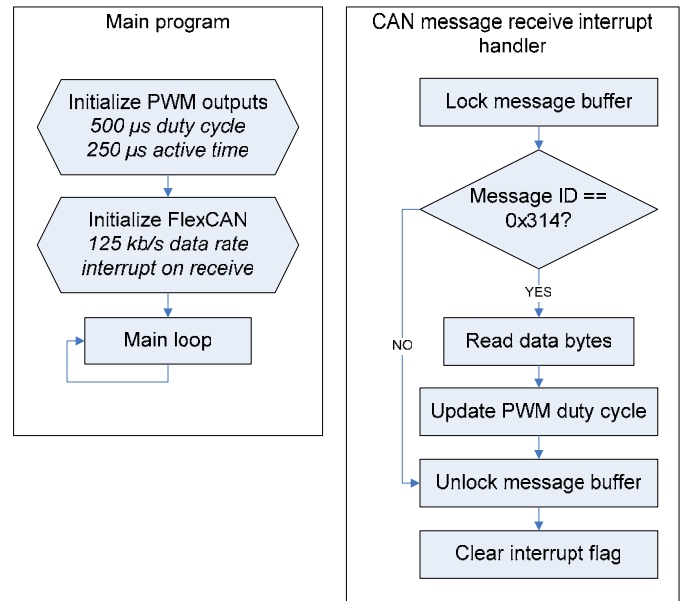 Main program
Initialize PWM outputs
500 µs duty cycle
250 µs active time
Initialize FlexCAN
125 kb/s data rate
interrupt on receive
Main loop
CAN message receive interrupt
handler
Lock message buffer
Message ID ==
0x314?
YES
NO
Read data bytes
Update PWM duty cycle
Unlock message buffer
Clear interrupt flag